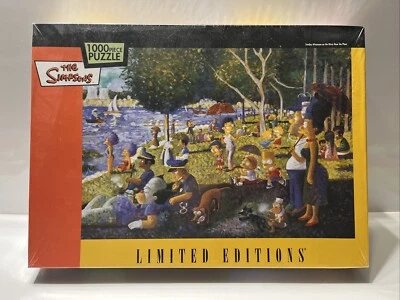 1000 PIECE
PUZZLE
THE
SIMPSONS
LIMITED EDITIONS